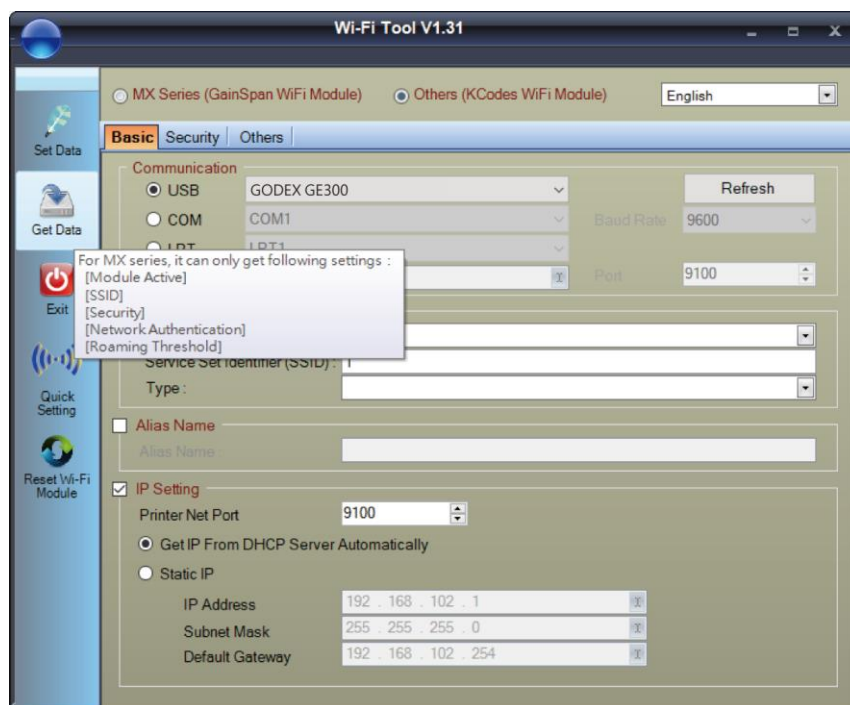 Wi-Fi Tool V1.31
MX Series (GainSpan WiFi Module) Others (KCodes WiFi Module) English
Basic Security Others
Set Data
Get Data
Exit
Quick
Setting
Reset Wi-Fi
Module
Communication
USB GODEX GE300 Refresh
COM COM1 Baud Rate 9600
LPT LPT1
Port 9100
For MX series, it can only get following settings :
[Module Active]
[SSID]
[Security]
[Network Authentication]
[Roaming Threshold]
Service Set Identifier (SSID) :
Type :
Alias Name
Alias Name :
IP Setting
Printer Net Port 9100
Get IP From DHCP Server Automatically
Static IP
IP Address 192 . 168 . 102 . 1
Subnet Mask 255 . 255 . 255 . 0
Default Gateway 192 . 168 . 102 . 254